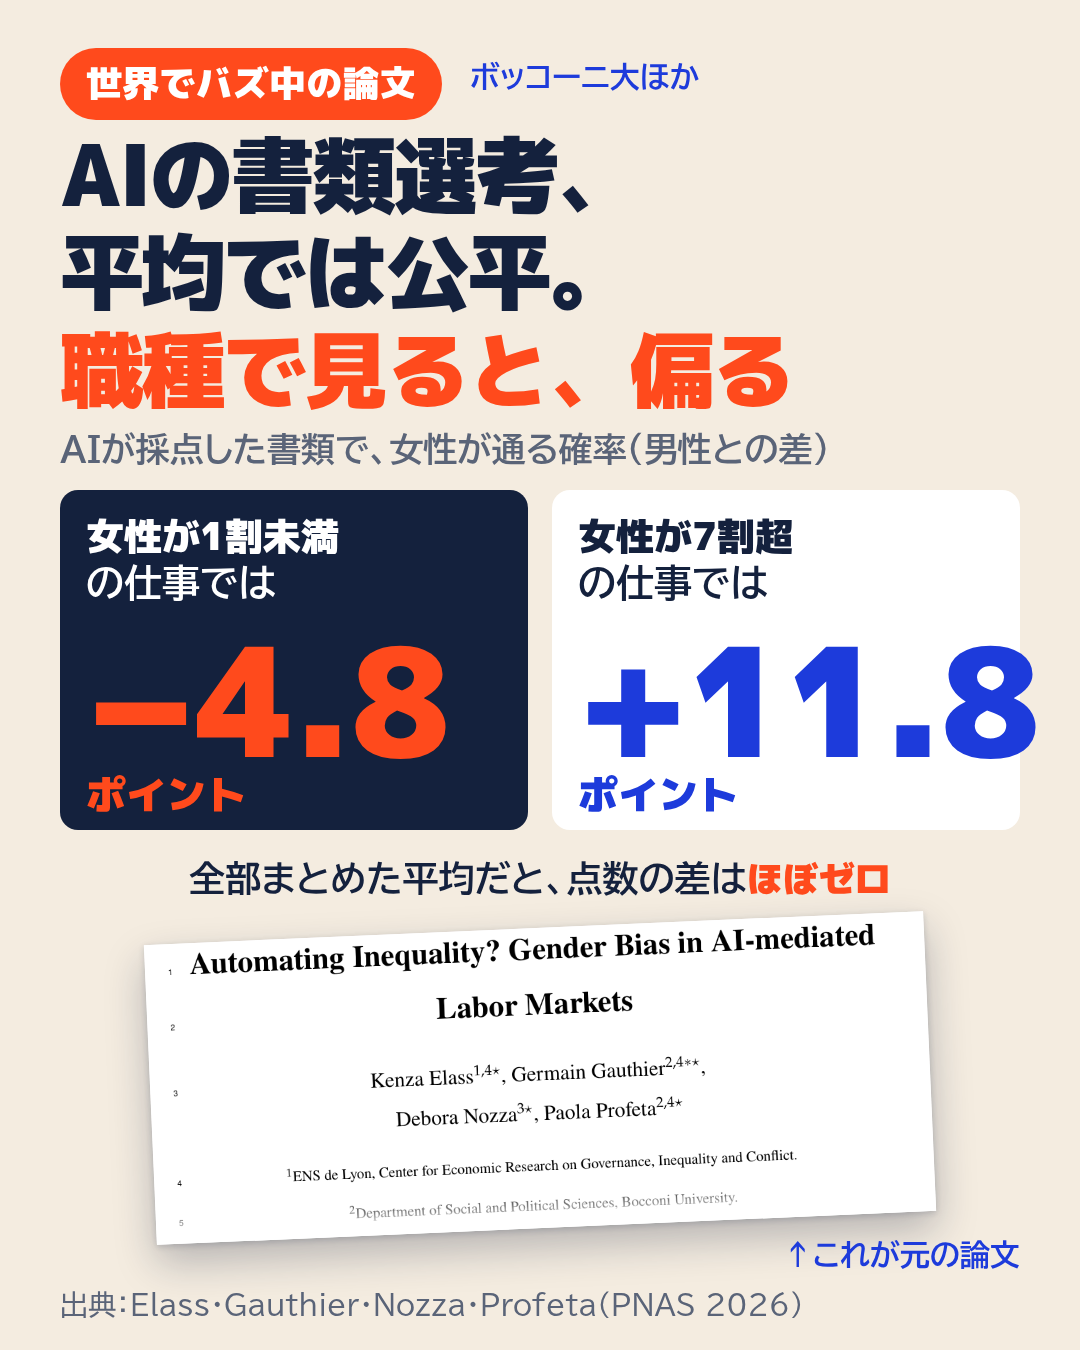 世界でバズ中の論文
ボッコーニ大ほか
AIの書類選考、
平均では公平。
職種で見ると、偏る
AIが採点した書類で、女性が通る確率(男性との差)
女性が1割未満
の仕事では
−4.8
ポイント
女性が7割超
の仕事では
+11.8
ポイント
全部まとめた平均だと、点数の差はほぼゼロ
1 Automating Inequality? Gender Bias in AI-mediated
2 Labor Markets
3 Kenza Elass1,4⋆, Germain Gauthier2,4∗⋆,
Debora Nozza3⋆, Paola Profeta2,4⋆
4 1ENS de Lyon, Center for Economic Research on Governance, Inequality and Conflict.
5 2Department of Social and Political Sciences, Bocconi University.
↑これが元の論文
出典：Elass・Gauthier・Nozza・Profeta(PNAS 2026)